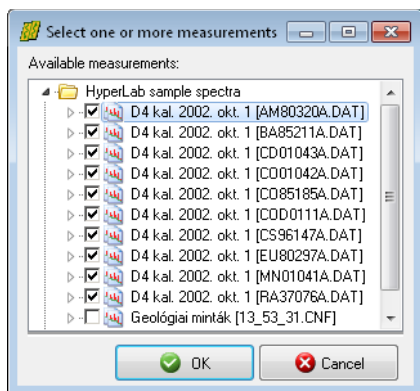 Select one or more measurements
Available measurements:
HyperLab sample spectra
D4 kal. 2002. okt. 1 [AM80320A.DAT]
D4 kal. 2002. okt. 1 [BA85211A.DAT]
D4 kal. 2002. okt. 1 [CD01043A.DAT]
D4 kal. 2002. okt. 1 [CO01042A.DAT]
D4 kal. 2002. okt. 1 [CO85185A.DAT]
D4 kal. 2002. okt. 1 [COD0111A.DAT]
D4 kal. 2002. okt. 1 [CS96147A.DAT]
D4 kal. 2002. okt. 1 [EU80297A.DAT]
D4 kal. 2002. okt. 1 [MN01041A.DAT]
D4 kal. 2002. okt. 1 [RA37076A.DAT]
Geológiai minták [13_53_31.CNF]
OK
Cancel